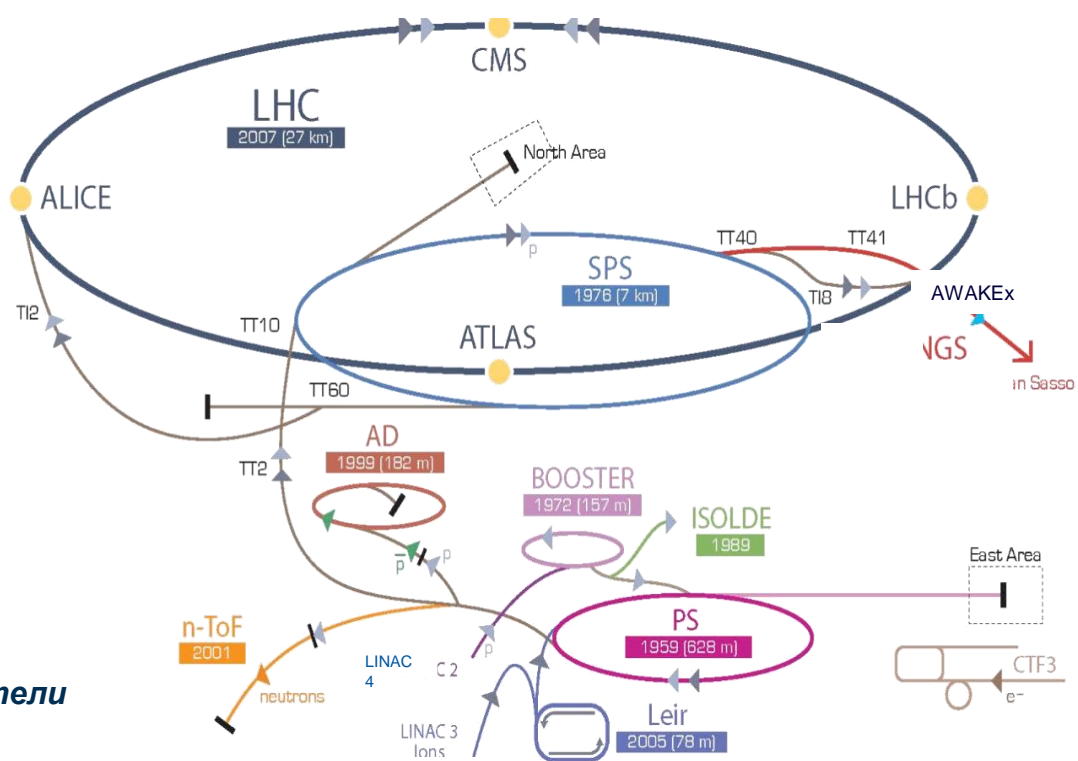 CMS
LHC
2007 (27 km)
North Area
ALICE
LHCb
TT40
TT41
p
SPS
1976 (7 km)
TI8
AWAKEx
TI2
TT10
ATLAS
NGS
n Sasso
TT60
AD
1999 (182 m)
TT2
BOOSTER
1972 (157 m)
ISOLDE
1989
East Area
p
p
n-ToF
2001
PS
1959 (628 m)
LINAC
4
p
C 2
CTF3
e-
neutrons
тели
LINAC 3
Ions
Leir
2005 (78 m)